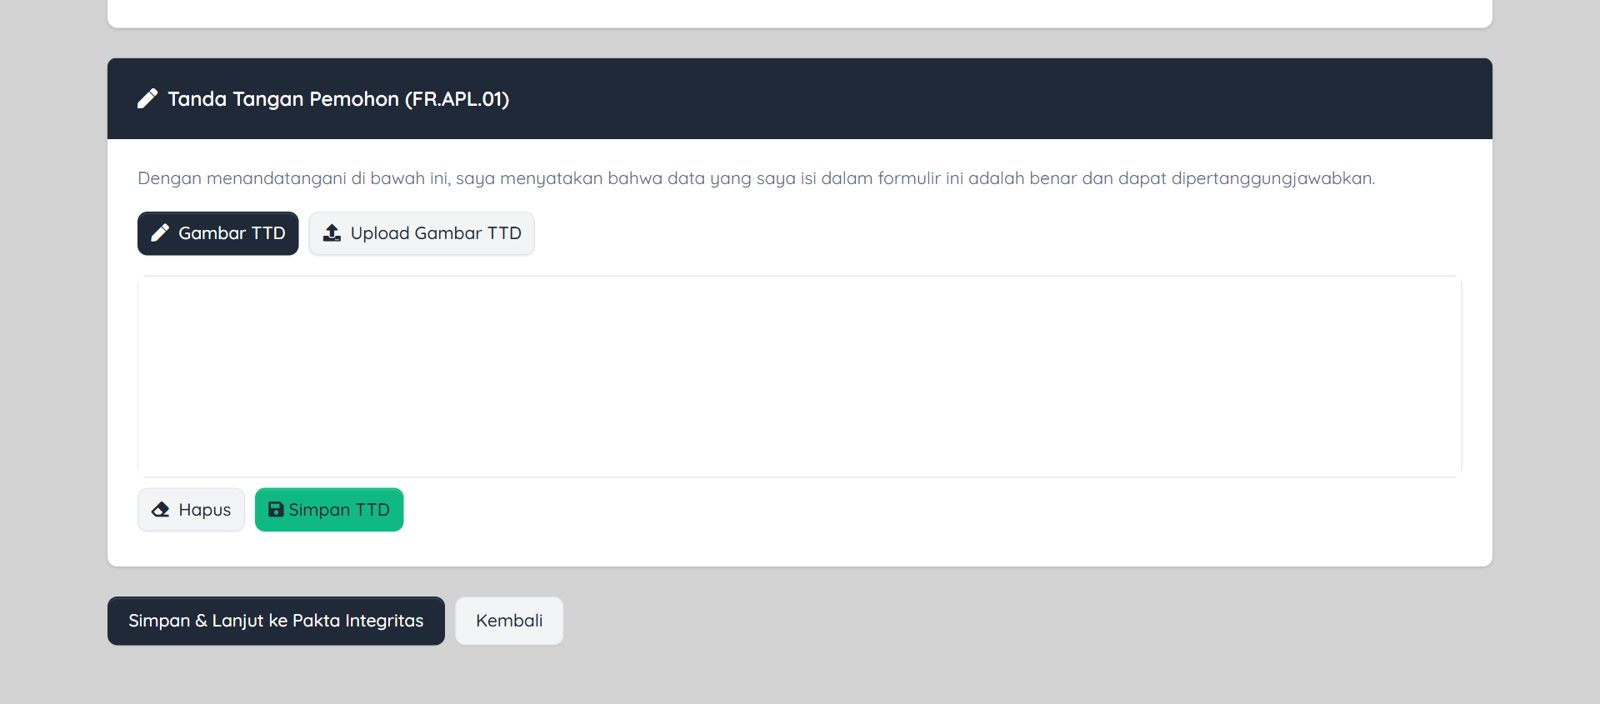 Tanda Tangan Pemohon (FR.APL.01)
Dengan menandatangani di bawah ini, saya menyatakan bahwa data yang saya isi dalam formulir ini adalah benar dan dapat dipertanggungjawabkan.
Gambar TTD
Upload Gambar TTD
Hapus
Simpan TTD
Simpan & Lanjut ke Pakta Integritas
Kembali